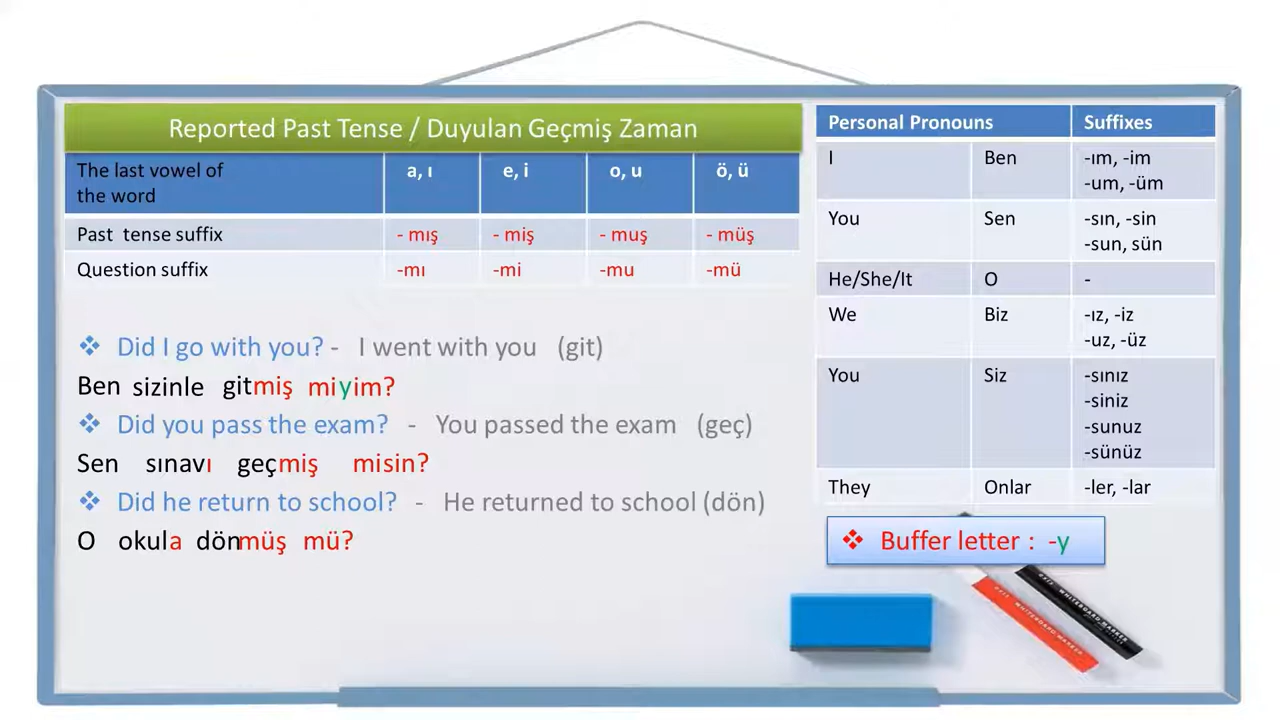 Reported Past Tense / Duyulan Geçmiş Zaman
The last vowel of the word a, ı e, i o, u ö, ü
Past tense suffix - mış - miş - muş - müş
Question suffix -mı -mi -mu -mü
❖ Did I go with you? - I went with you (git)
Ben sizinle gitmiş miyim?
❖ Did you pass the exam? - You passed the exam (geç)
Sen sınavı geçmiş misin?
❖ Did he return to school? - He returned to school (dön)
O okula dönmüş mü?
Personal Pronouns Suffixes
I Ben -ım, -im
-um, -üm
You Sen -sın, -sin
-sun, sün
He/She/It O -
We Biz -ız, -iz
-uz, -üz
You Siz -sınız
-siniz
-sunuz
-sünüz
They Onlar -ler, -lar
❖ Buffer letter : -y
WHITEBOARD MARKER
WHITEBOARD MARKER